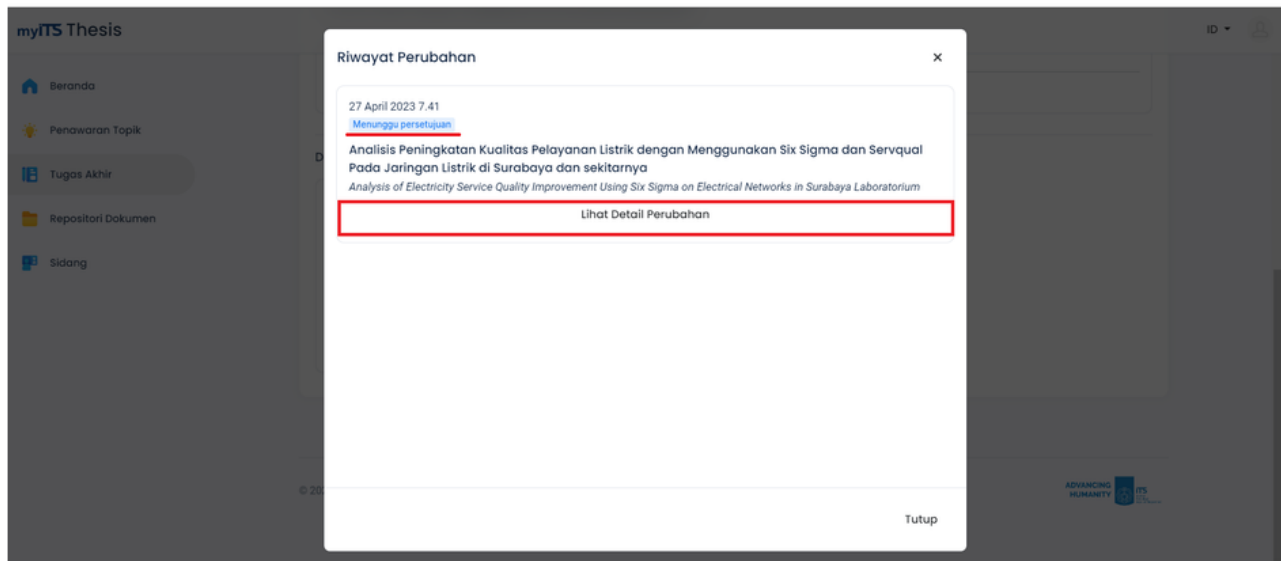 myITS Thesis
ID
Riwayat Perubahan
×
Beranda
27 April 2023 7.41
Menunggu persetujuan
Penawaran Topik
Analisis Peningkatan Kualitas Pelayanan Listrik dengan Menggunakan Six Sigma dan Servqual
Pada Jaringan Listrik di Surabaya dan sekitarnya
D
Tugas Akhir
Analysis of Electricity Service Quality Improvement Using Six Sigma on Electrical Networks in Surabaya Laboratorium
Lihat Detail Perubahan
Repositori Dokumen
Sidang
© 20
ADVANCING
HUMANITY
ITS
Tutup